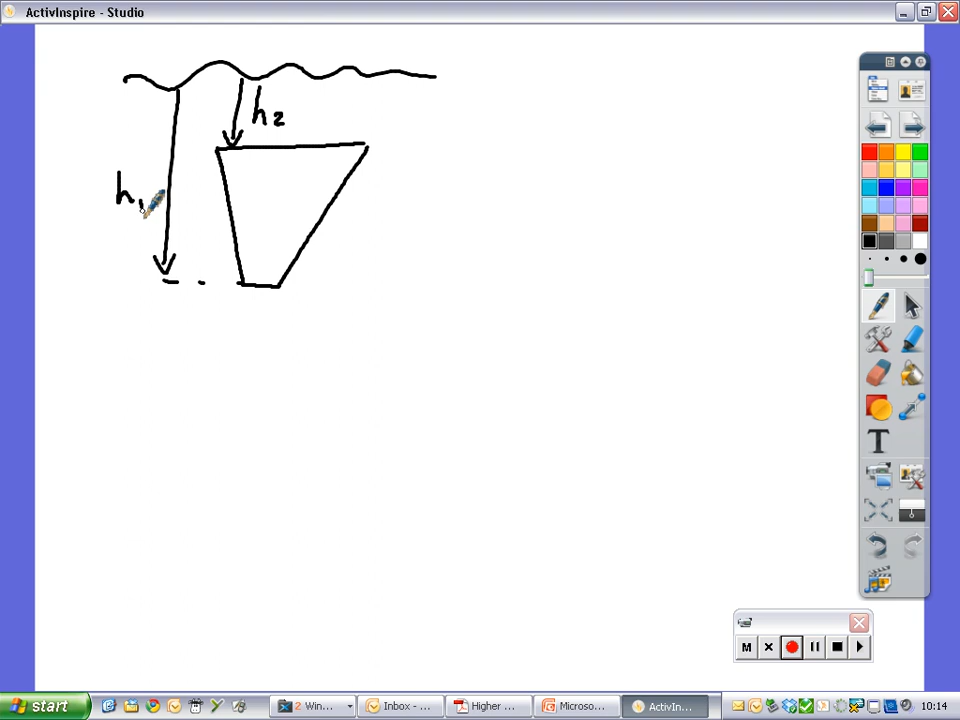 ActivInspire - Studio
h2
h1
T
M
start
2 Win...
Inbox - ...
Higher ...
Microso...
ActivIn...
10:14